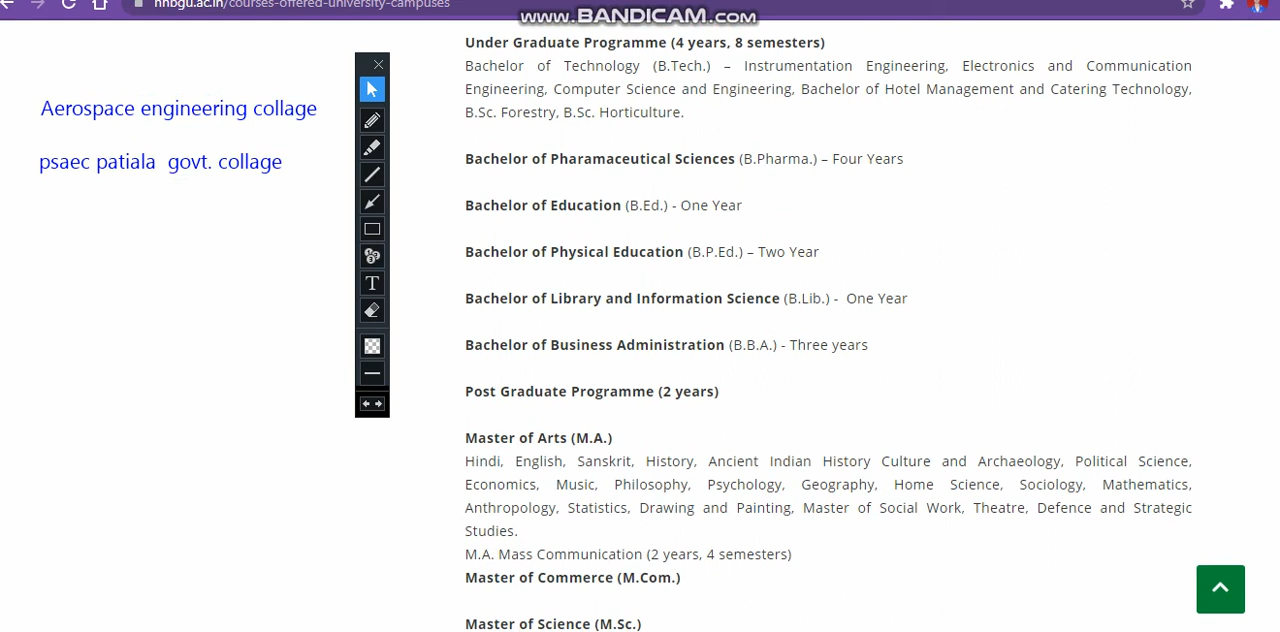 hnbgu.ac.in/courses-offered-university-campuses
www.BANDICAM.com
Aerospace engineering collage
psaec patiala govt. collage
T
Under Graduate Programme (4 years, 8 semesters)
Bachelor of Technology (B.Tech.) – Instrumentation Engineering, Electronics and Communication
Engineering, Computer Science and Engineering, Bachelor of Hotel Management and Catering Technology,
B.Sc. Forestry, B.Sc. Horticulture.
Bachelor of Pharamaceutical Sciences (B.Pharma.) – Four Years
Bachelor of Education (B.Ed.) - One Year
Bachelor of Physical Education (B.P.Ed.) – Two Year
Bachelor of Library and Information Science (B.Lib.) - One Year
Bachelor of Business Administration (B.B.A.) - Three years
Post Graduate Programme (2 years)
Master of Arts (M.A.)
Hindi, English, Sanskrit, History, Ancient Indian History Culture and Archaeology, Political Science,
Economics, Music, Philosophy, Psychology, Geography, Home Science, Sociology, Mathematics,
Anthropology, Statistics, Drawing and Painting, Master of Social Work, Theatre, Defence and Strategic
Studies.
M.A. Mass Communication (2 years, 4 semesters)
Master of Commerce (M.Com.)
Master of Science (M.Sc.)